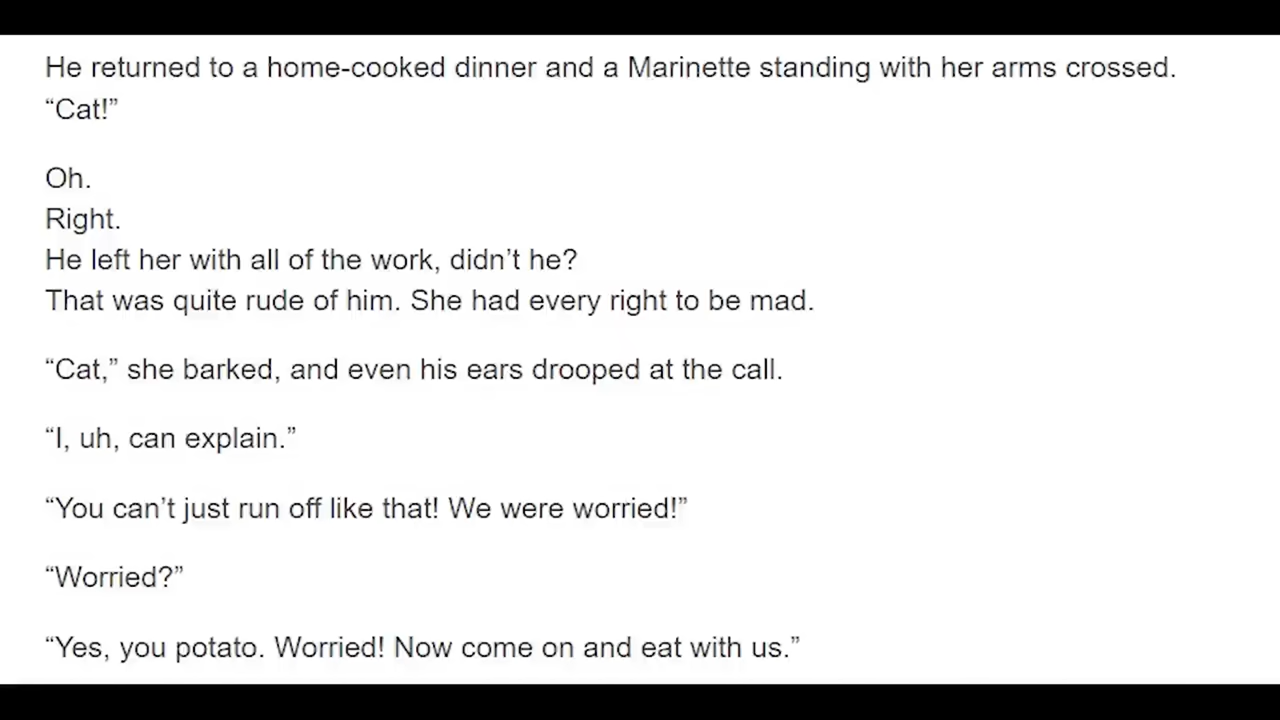 He returned to a home-cooked dinner and a Marinette standing with her arms crossed.
“Cat!”
Oh.
Right.
He left her with all of the work, didn’t he?
That was quite rude of him. She had every right to be mad.
“Cat,” she barked, and even his ears drooped at the call.
“I, uh, can explain.”
“You can’t just run off like that! We were worried!”
“Worried?”
“Yes, you potato. Worried! Now come on and eat with us.”